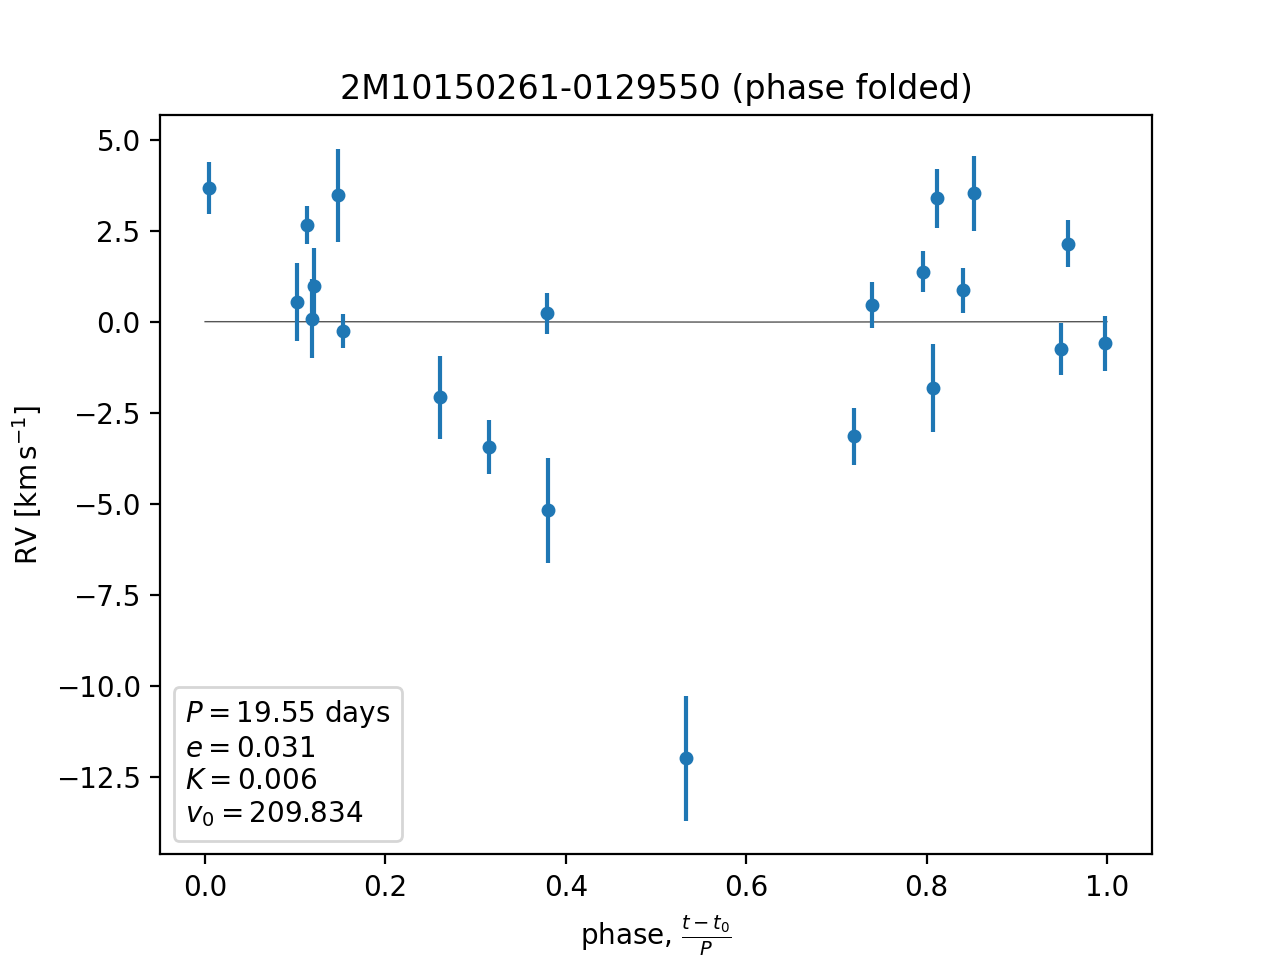 2M10150261-0129550 (phase folded)
RV [km s⁻¹]
5.0
2.5
0.0
−2.5
−5.0
−7.5
−10.0
−12.5
P = 19.55 days
e = 0.031
K = 0.006
v₀ = 209.834
0.0 0.2 0.4 0.6 0.8 1.0
phase, (t − t₀)/P